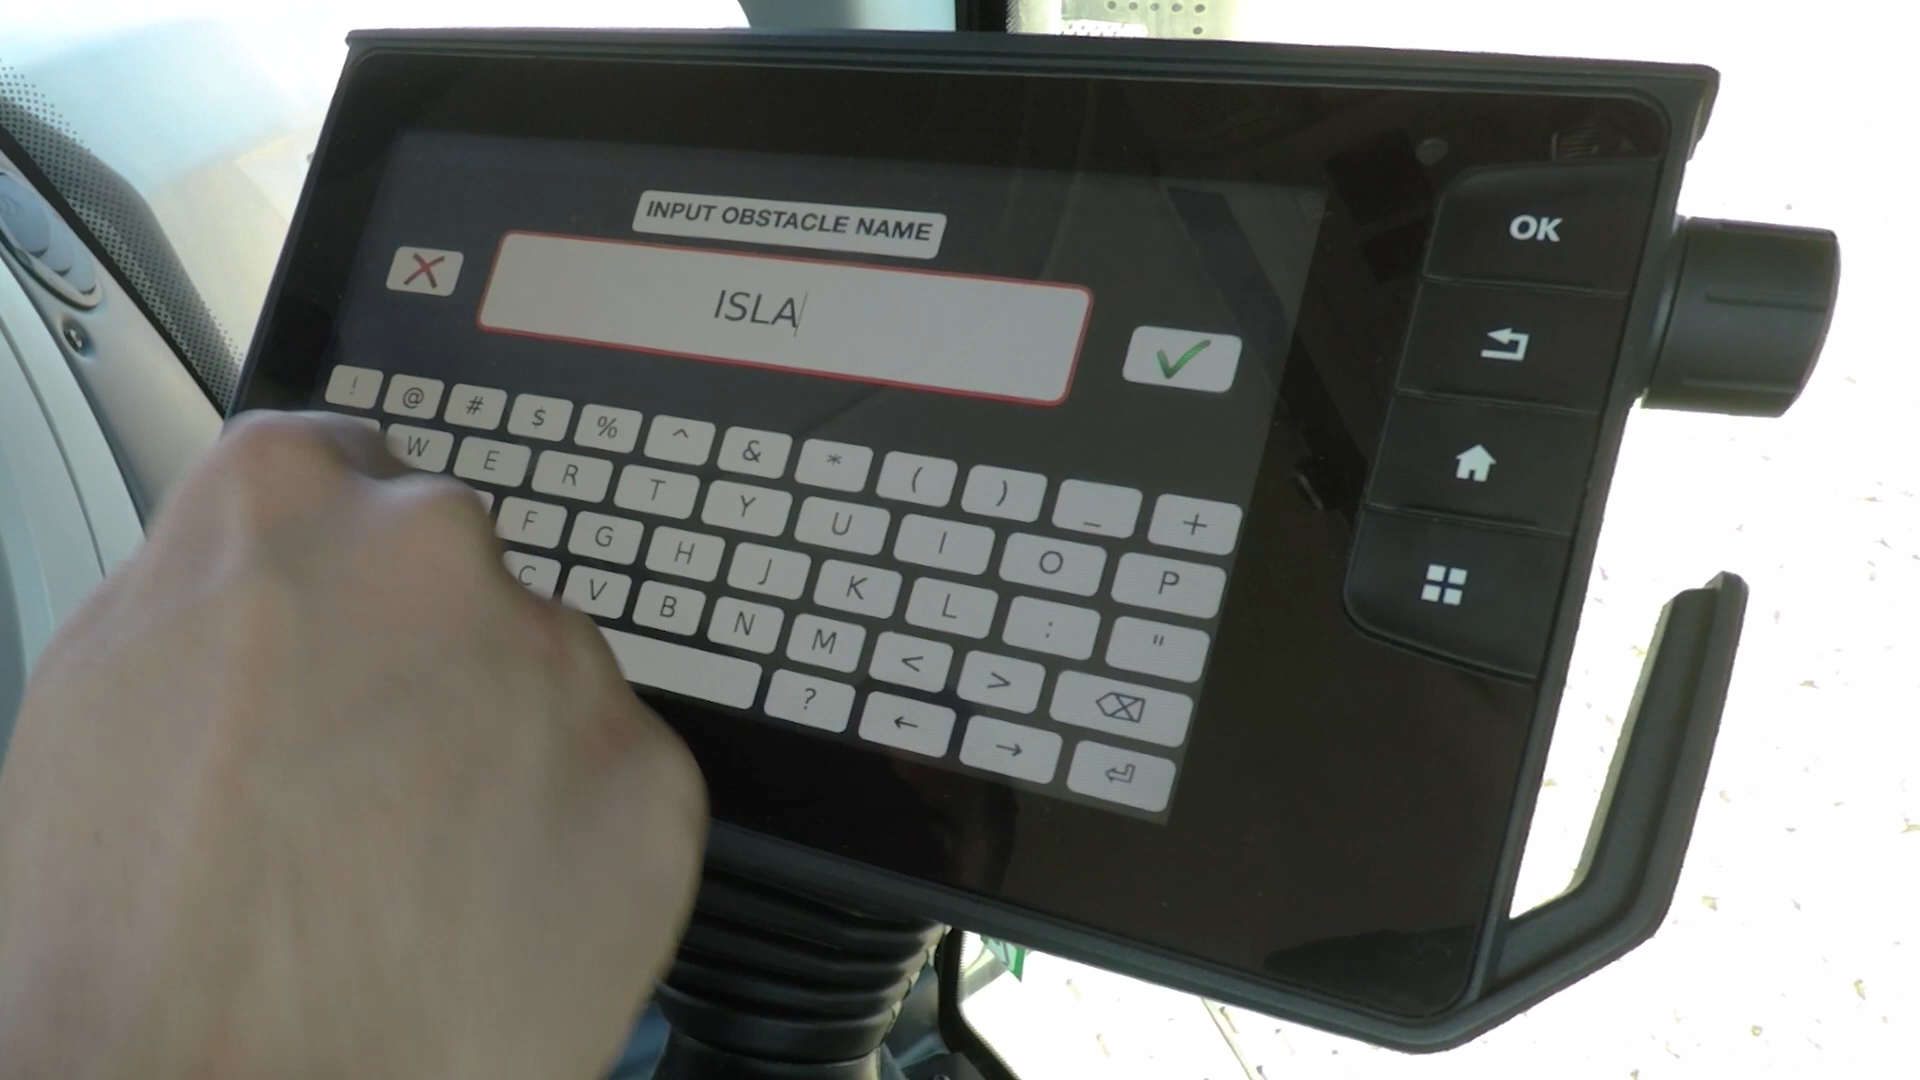 INPUT OBSTACLE NAME
ISLA
! @ # $ % ^ & * ( ) _ +
W E R T Y U I O P
F G H J K L : "
C V B N M < >
? ← →
OK